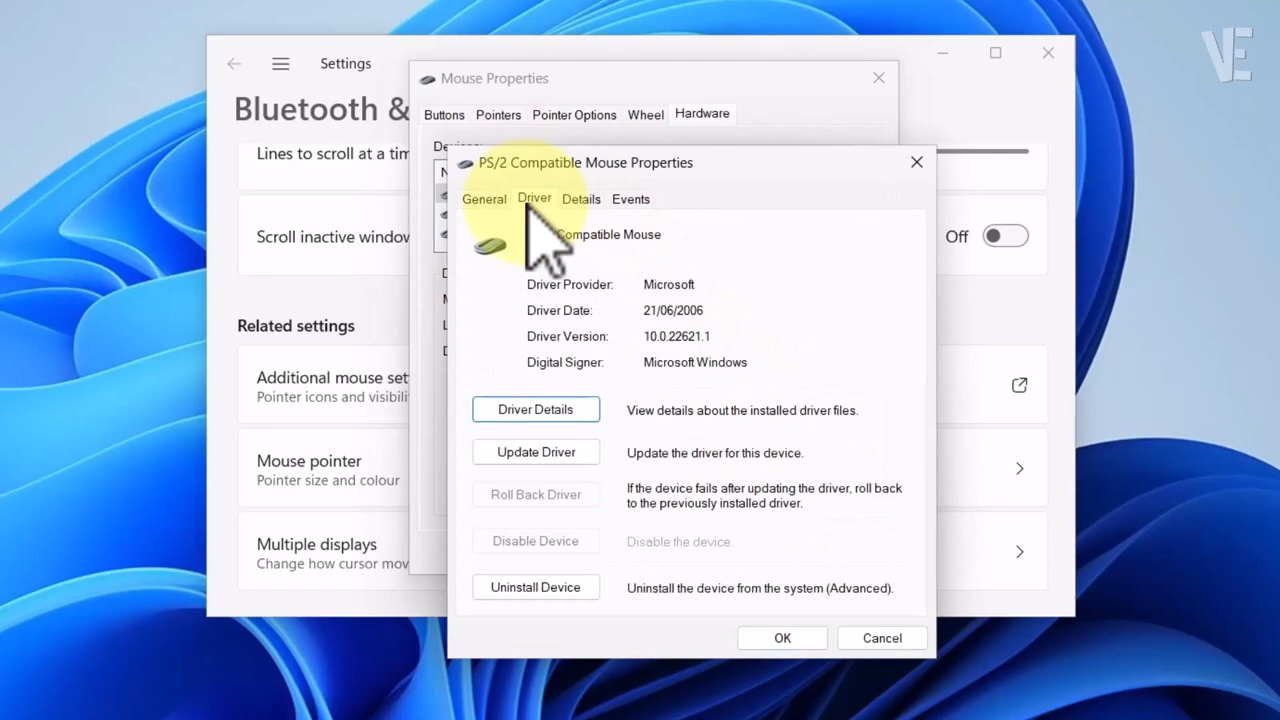 VE
Settings
Bluetooth &
Lines to scroll at a tim
Scroll inactive window
Off
Related settings
Additional mouse set
Pointer icons and visibili
Mouse pointer
Pointer size and colour
Multiple displays
Change how cursor mov
Mouse Properties
Buttons Pointers Pointer Options Wheel Hardware
PS/2 Compatible Mouse Properties
General Driver Details Events
Compatible Mouse
Driver Provider: Microsoft
Driver Date: 21/06/2006
Driver Version: 10.0.22621.1
Digital Signer: Microsoft Windows
Driver Details View details about the installed driver files.
Update Driver Update the driver for this device.
Roll Back Driver If the device fails after updating the driver, roll back
to the previously installed driver.
Disable Device Disable the device.
Uninstall Device Uninstall the device from the system (Advanced).
OK Cancel